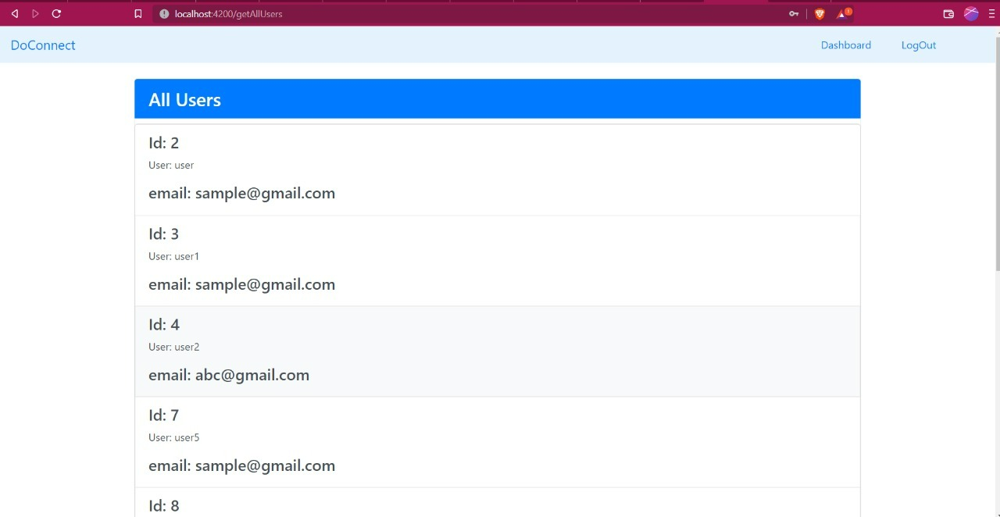 localhost:4200/getAllUsers
DoConnect
Dashboard
LogOut
All Users
Id: 2
User: user
email: sample@gmail.com
Id: 3
User: user1
email: sample@gmail.com
Id: 4
User: user2
email: abc@gmail.com
Id: 7
User: user5
email: sample@gmail.com
Id: 8